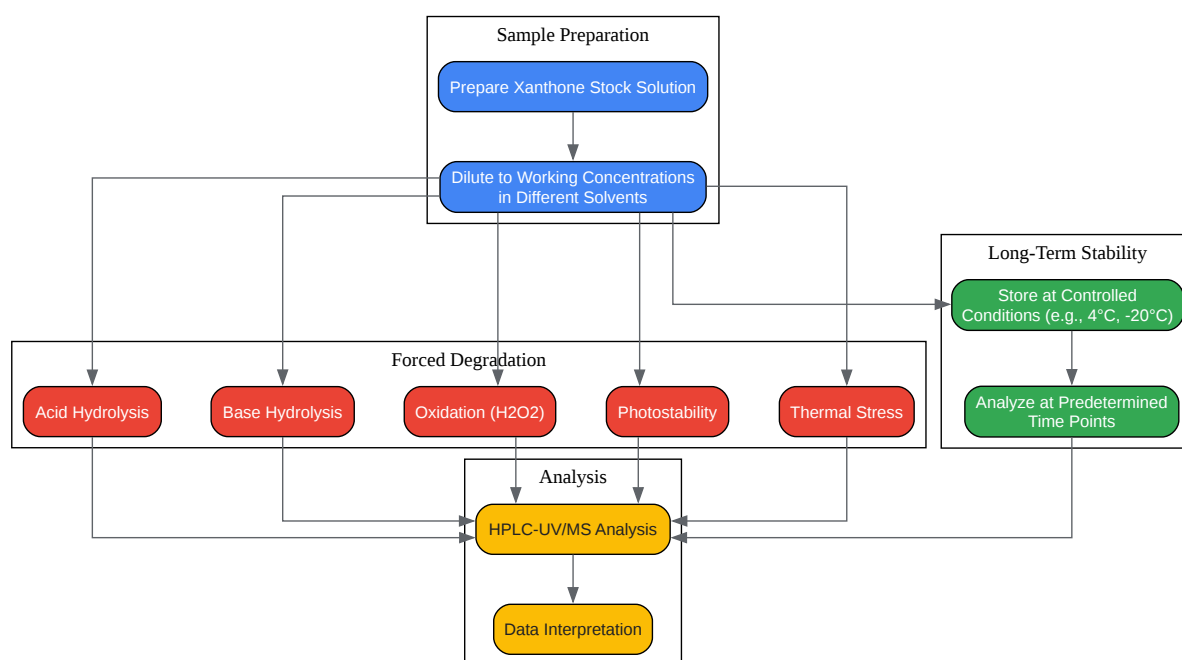 Sample Preparation
Prepare Xanthone Stock Solution
Dilute to Working Concentrations
in Different Solvents
Long-Term Stability
Store at Controlled
Conditions (e.g., 4°C, -20°C)
Forced Degradation
Acid Hydrolysis
Base Hydrolysis
Oxidation (H2O2)
Photostability
Thermal Stress
Analyze at Predetermined
Time Points
Analysis
HPLC-UV/MS Analysis
Data Interpretation